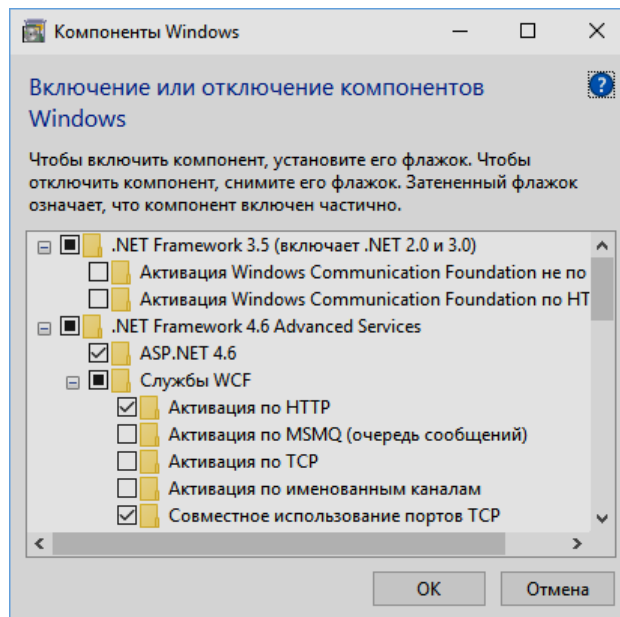 Компоненты Windows
Включение или отключение компонентов
Windows
?
Чтобы включить компонент, установите его флажок. Чтобы
отключить компонент, снимите его флажок. Затененный флажок
означает, что компонент включен частично.
.NET Framework 3.5 (включает .NET 2.0 и 3.0)
Активация Windows Communication Foundation не по
Активация Windows Communication Foundation по HT
.NET Framework 4.6 Advanced Services
ASP.NET 4.6
Службы WCF
Активация по HTTP
Активация по MSMQ (очередь сообщений)
Активация по TCP
Активация по именованным каналам
Совместное использование портов TCP
ОК Отмена